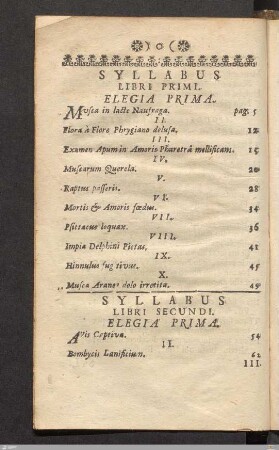 SYLLABUS
LIBRI PRIMI.
ELEGIA PRIMA.
Musca in lacte Naufraga. pag. 5
II.
Flora à Floro Phrygiano delusa, 12
III.
Examen Apum in Amoris Pharetrâ mellificans. 15
IV.
Muscarum Querela. 20
V.
Raptus passeris. 28
VI.
Mortis & Amoris fœdus. 34
VII.
Psittacus loquax. 36
VIII.
Impia Delphini Pietas, 41
IX.
Hinnulus fugitivus. 45
X.
Musca Araneæ dolo irretita. 49
SYLLABUS
LIBRI SECUNDI.
ELEGIA PRIMA.
Avis Captiva. 54
II.
Bombycis Lanificium. 62
III.